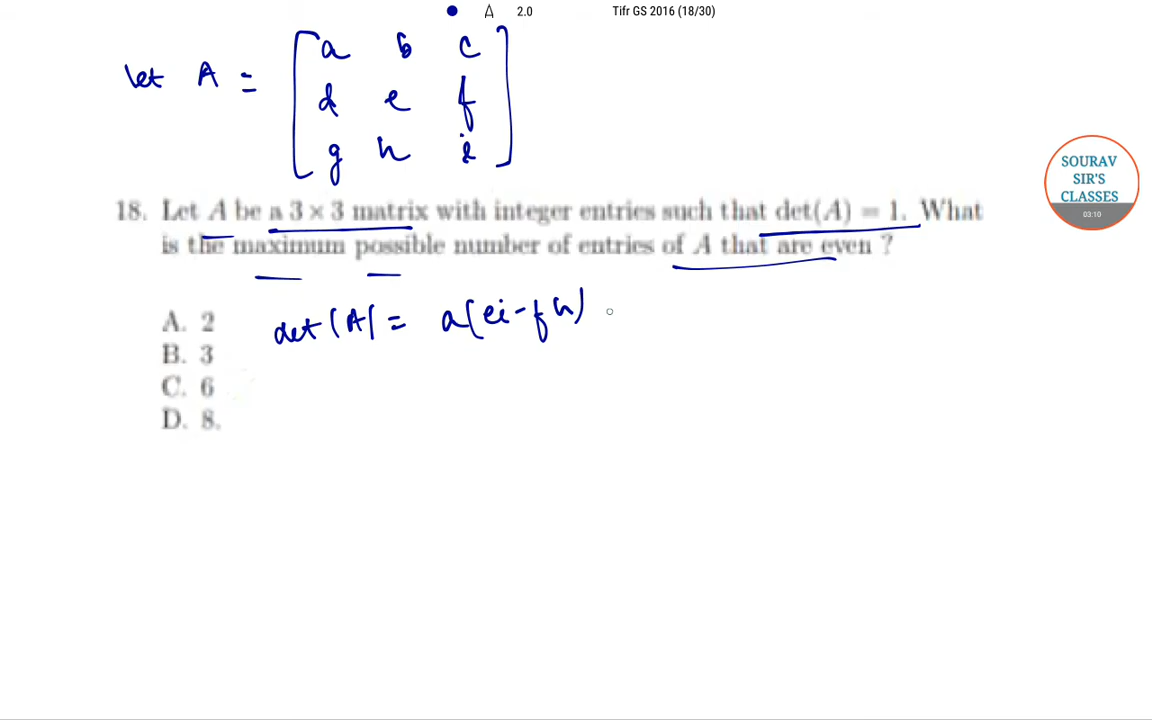 A 2.0 Tifr GS 2016 (18/30)
let A = [ a b c
d e f
g h i ]
SOURAV
SIR'S
CLASSES
03:10
18. Let A be a 3 × 3 matrix with integer entries such that det(A) = 1. What
is the maximum possible number of entries of A that are even ?
A. 2
B. 3
C. 6
D. 8.
det |A| = a(ei-fh)